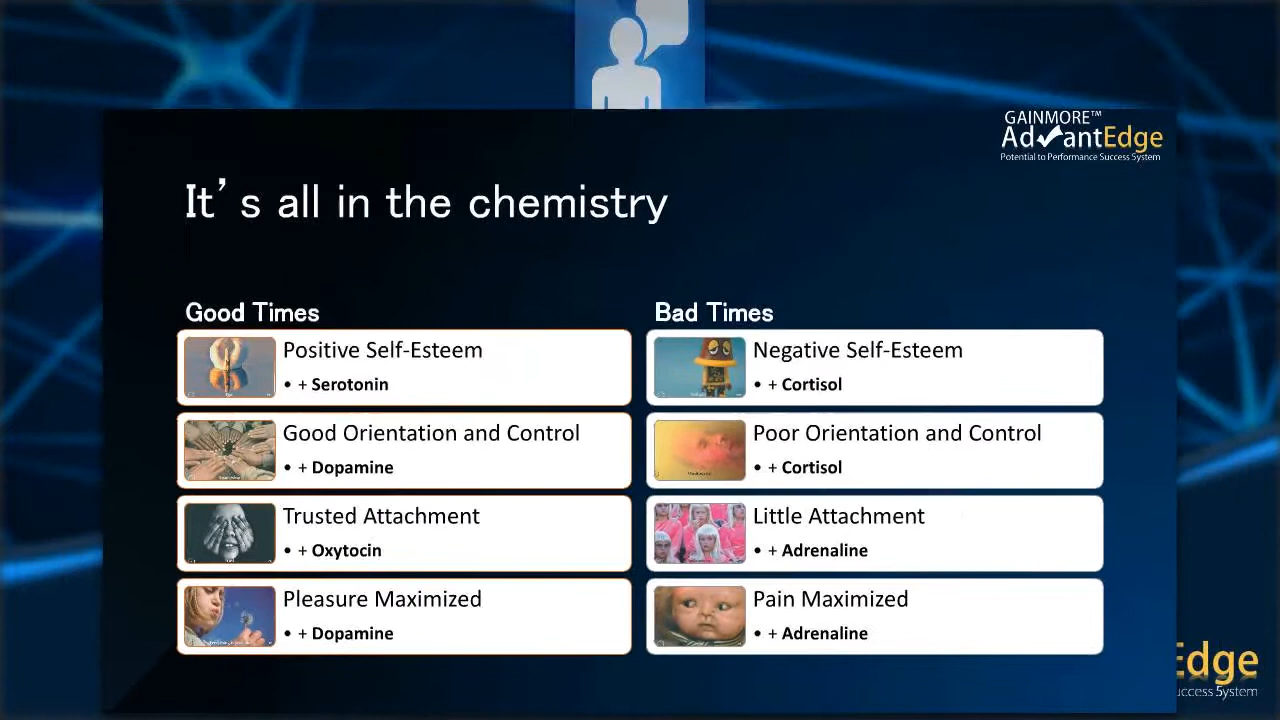 GAINMORE™
AdvantEdge
Potential to Performance Success System
It’s all in the chemistry
Good Times
Positive Self-Esteem
• + Serotonin
Good Orientation and Control
• + Dopamine
Trusted Attachment
• + Oxytocin
Pleasure Maximized
• + Dopamine
Bad Times
Negative Self-Esteem
• + Cortisol
Poor Orientation and Control
• + Cortisol
Little Attachment
• + Adrenaline
Pain Maximized
• + Adrenaline
Edge
uccess System